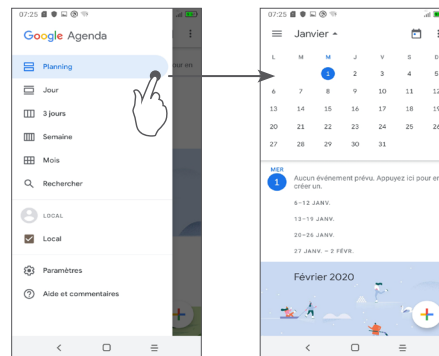 07:25
Google Agenda
Planning
Jour
3 jours
Semaine
Mois
Rechercher
LOCAL
Local
Paramètres
Aide et commentaires
our en
07:25
Janvier
L M M J V S D
1 2 3 4 5
6 7 8 9 10 11 12
13 14 15 16 17 18 19
20 21 22 23 24 25 26
27 28 29 30 31
MER
1
Aucun événement prévu. Appuyez ici pour en
créer un.
6–12 JANV.
13–19 JANV.
20–26 JANV.
27 JANV. – 2 FÉVR.
Février 2020